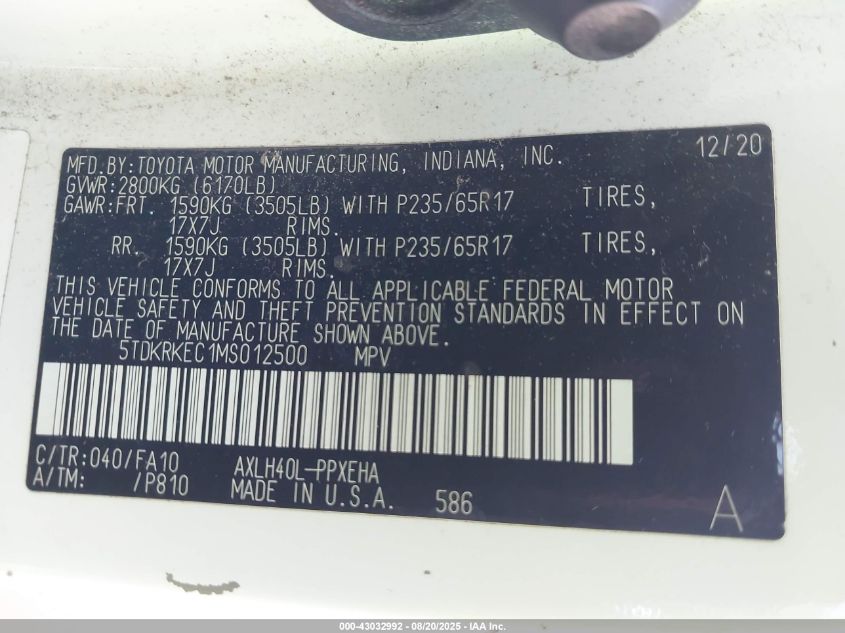 12/20
MFD.BY:TOYOTA MOTOR MANUFACTURING, INDIANA, INC.
GVWR:2800KG (6170LB)
GAWR:FRT. 1590KG (3505LB) WITH P235/65R17 TIRES,
17X7J RIMS.
RR. 1590KG (3505LB) WITH P235/65R17 TIRES,
17X7J RIMS.
THIS VEHICLE CONFORMS TO ALL APPLICABLE FEDERAL MOTOR
VEHICLE SAFETY AND THEFT PREVENTION STANDARDS IN EFFECT ON
THE DATE OF MANUFACTURE SHOWN ABOVE.
5TDKRKEC1MS012500 MPV
C/TR:040/FA10 AXLH40L-PPXEHA
A/TM: /P810 MADE IN U.S.A. 586 A
000-43032992 - 08/20/2025 - IAA Inc.